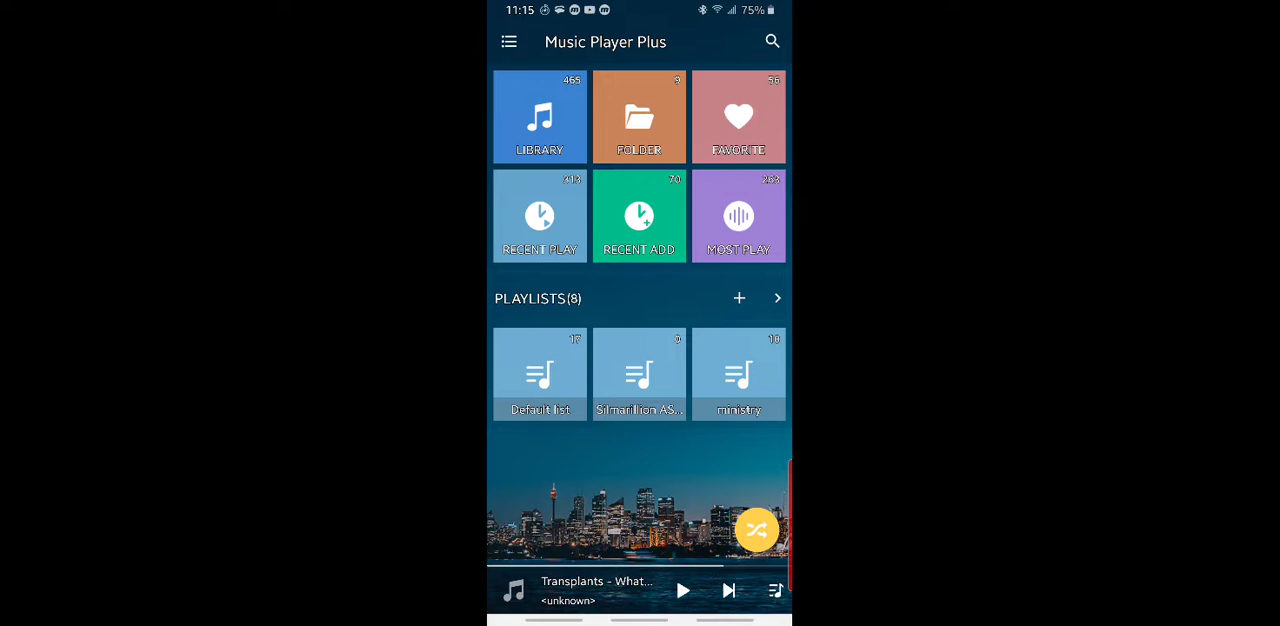 11:15 75%
Music Player Plus
465 9 56
LIBRARY FOLDER FAVORITE
313 70 263
RECENT PLAY RECENT ADD MOST PLAY
PLAYLISTS(8)
17 0 10
Default list Silmarillion AS... ministry
Transplants - What...
<unknown>